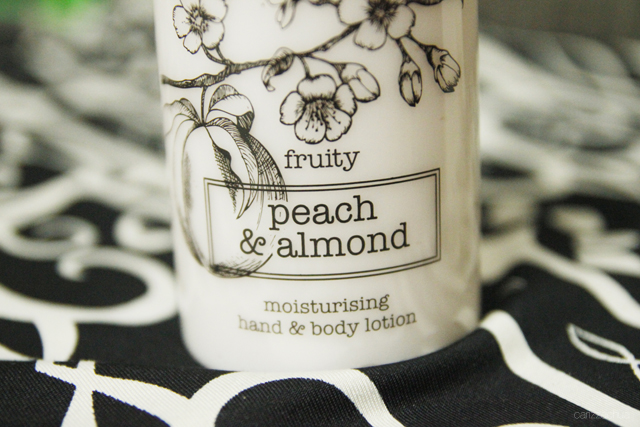 fruity
peach
& almond
moisturising
hand & body lotion